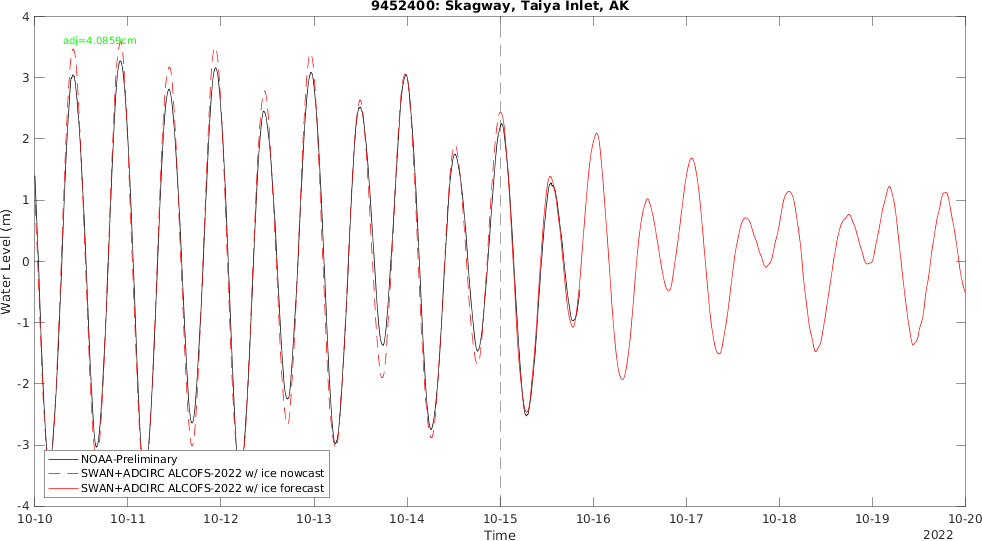 9452400: Skagway, Taiya Inlet, AK
adj=4.0859cm
Water Level (m)
4
3
2
1
0
-1
-2
-3
-4
NOAA-Preliminary
SWAN+ADCIRC ALCOFS-2022 w/ ice nowcast
SWAN+ADCIRC ALCOFS-2022 w/ ice forecast
10-10 10-11 10-12 10-13 10-14 10-15 10-16 10-17 10-18 10-19 10-20
Time
2022